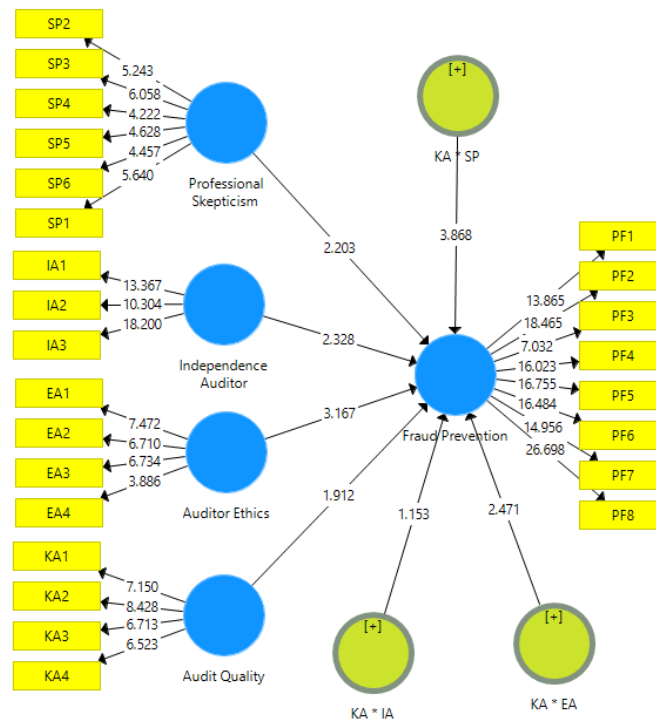 SP2
SP3
SP4
SP5
SP6
SP1
5.243
6.058
4.222
4.628
4.457
5.640
Professional
Skepticism
[+]
KA * SP
3.868
2.203
IA1
IA2
IA3
13.367
10.304
18.200
Independence
Auditor
2.328
EA1
EA2
EA3
EA4
7.472
6.710
6.734
3.886
Auditor Ethics
3.167
KA1
KA2
KA3
KA4
7.150
8.428
6.713
6.523
Audit Quality
1.912
Fraud Prevention
13.865
18.465
7.032
16.023
16.755
16.484
14.956
26.698
PF1
PF2
PF3
PF4
PF5
PF6
PF7
PF8
1.153
[+]
KA * IA
2.471
[+]
KA * EA